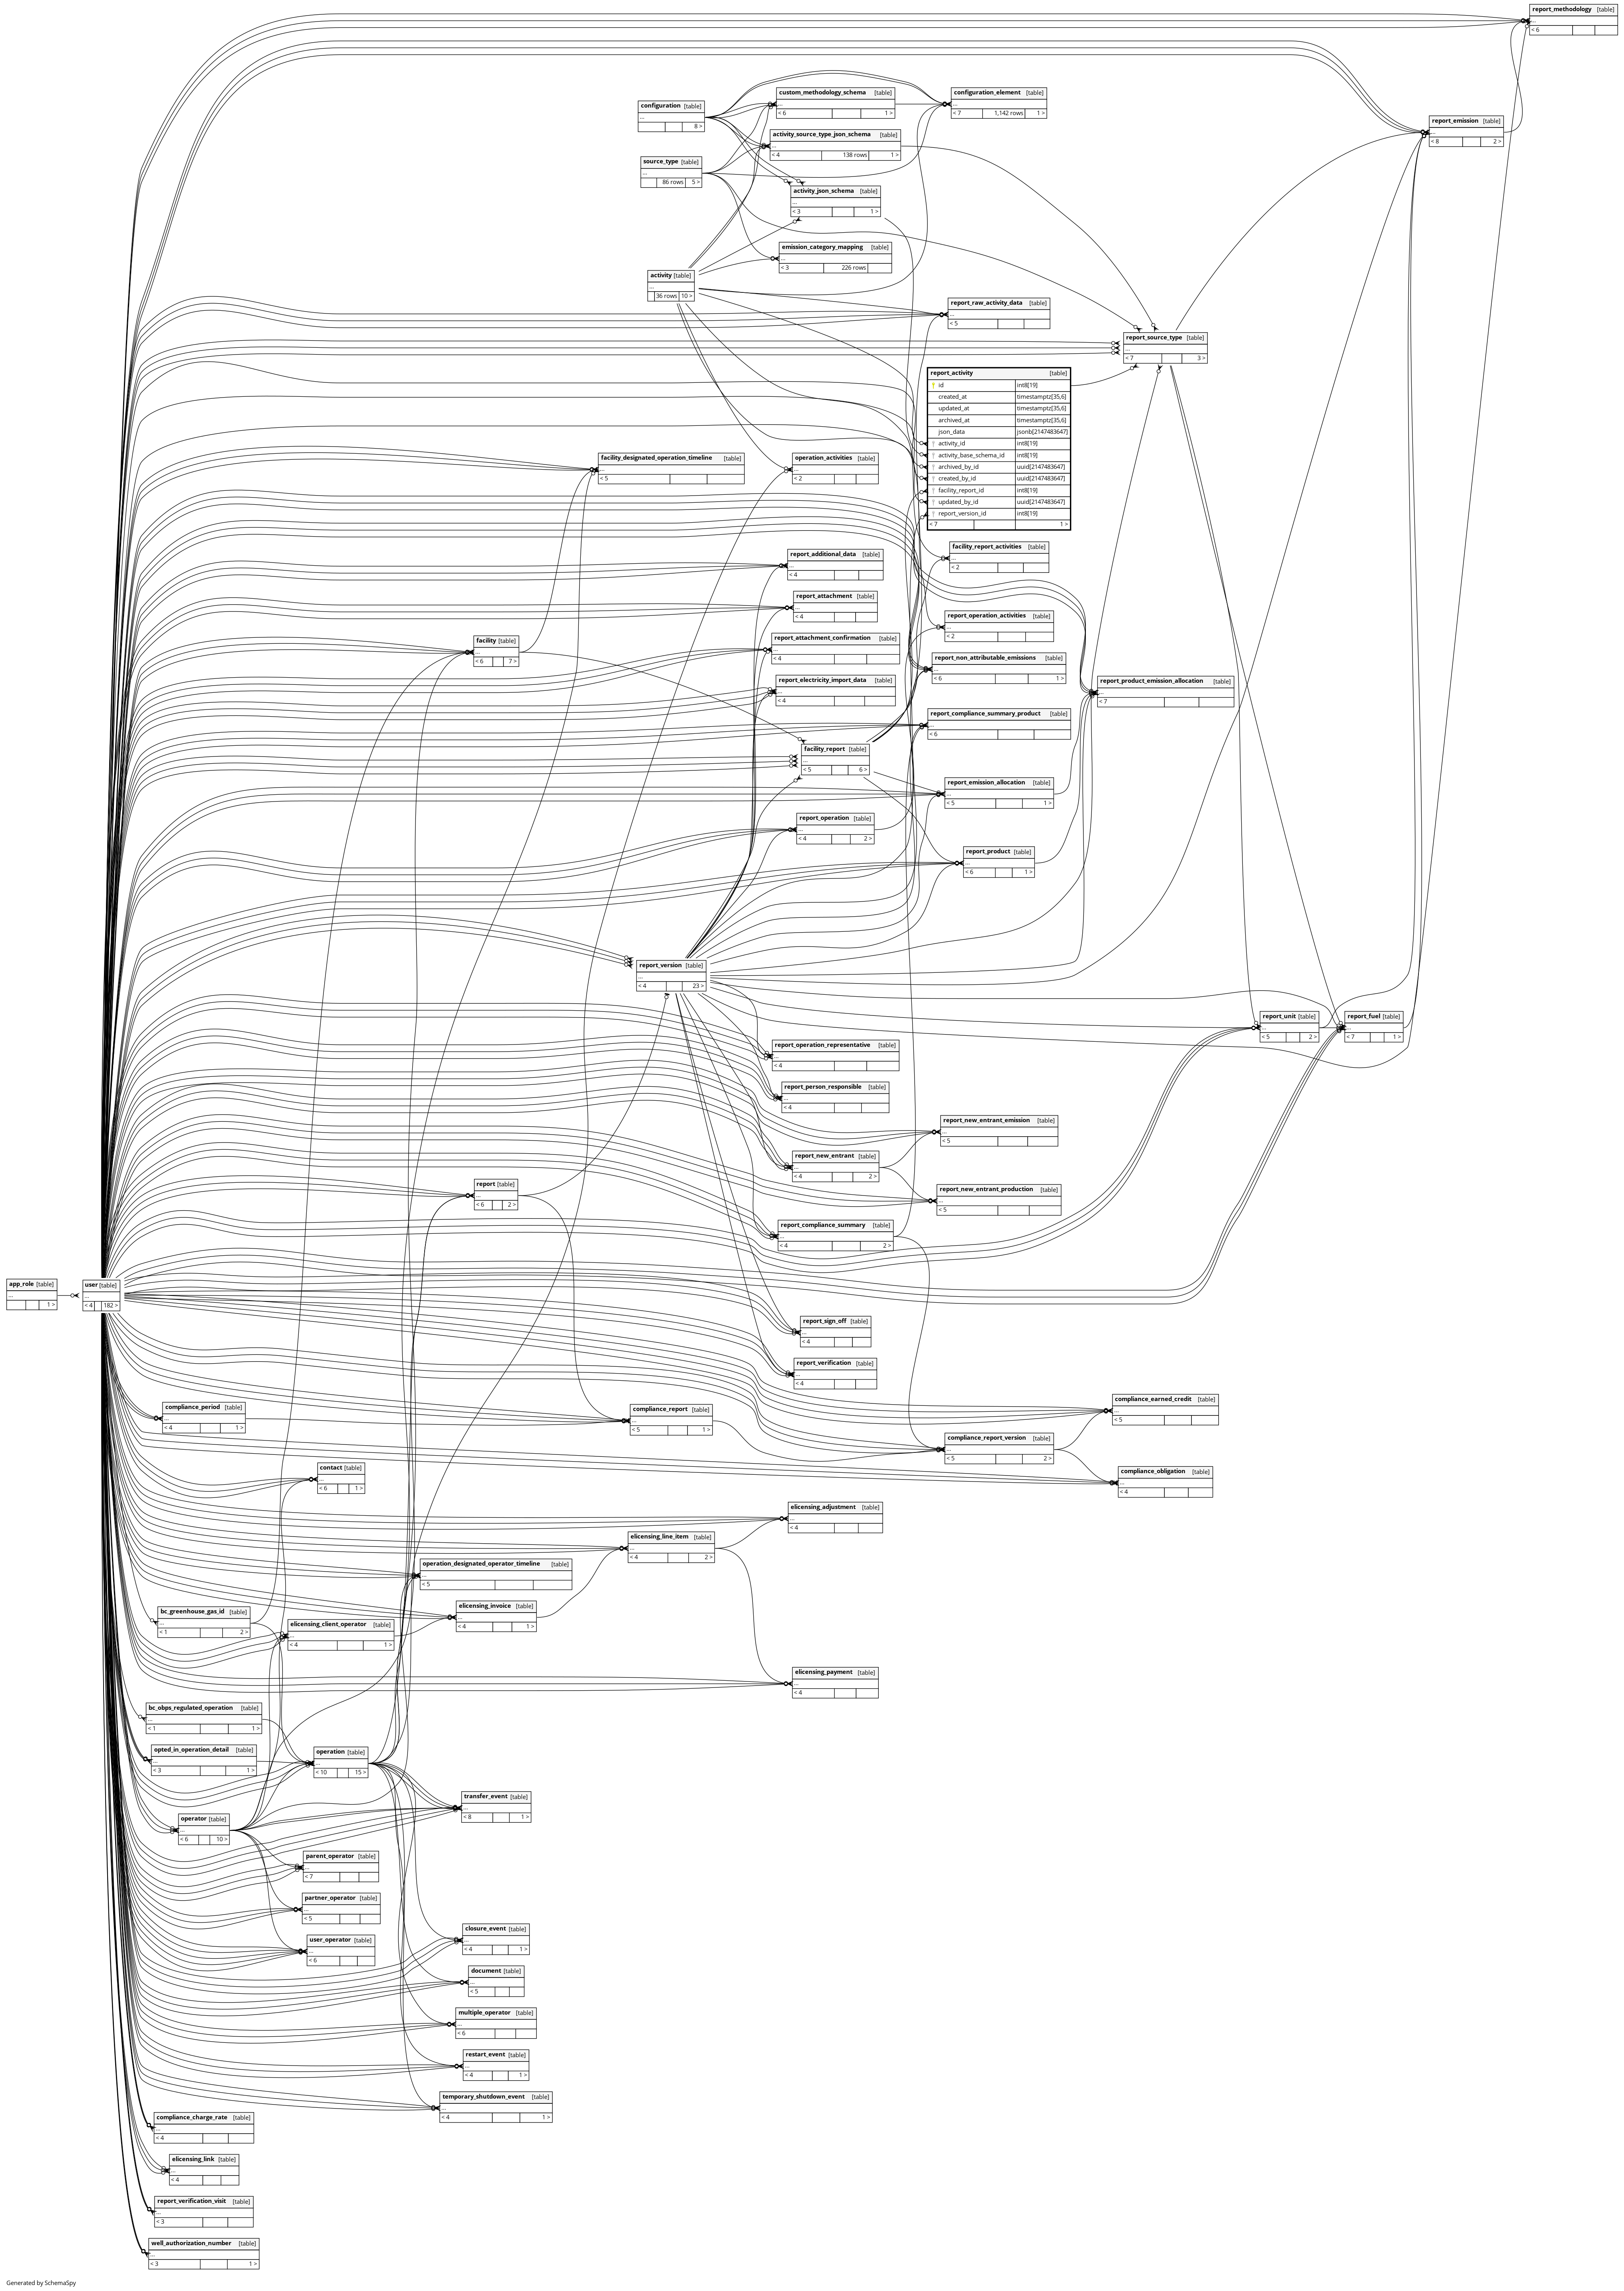 report_methodology [table]
...
< 6
configuration [table]
...
8 >
custom_methodology_schema [table]
...
< 6 1 >
configuration_element [table]
...
< 7 1,142 rows 1 >
report_emission [table]
...
< 8 2 >
activity_source_type_json_schema [table]
...
< 4 138 rows 1 >
source_type [table]
...
86 rows 5 >
activity_json_schema [table]
...
< 3 1 >
emission_category_mapping [table]
...
< 3 226 rows
activity [table]
...
36 rows 10 >
report_raw_activity_data [table]
...
< 5
report_source_type [table]
...
< 7 3 >
report_activity [table]
id int8[19]
created_at timestamptz[35,6]
updated_at timestamptz[35,6]
archived_at timestamptz[35,6]
json_data jsonb[2147483647]
activity_id int8[19]
activity_base_schema_id int8[19]
archived_by_id uuid[2147483647]
created_by_id uuid[2147483647]
facility_report_id int8[19]
updated_by_id uuid[2147483647]
report_version_id int8[19]
< 7 1 >
facility_designated_operation_timeline [table]
...
< 5
operation_activities [table]
...
< 2
facility_report_activities [table]
...
< 2
report_additional_data [table]
...
< 4
report_attachment [table]
...
< 4
report_operation_activities [table]
...
< 2
facility [table]
...
< 6 7 >
report_attachment_confirmation [table]
...
< 4
report_non_attributable_emissions [table]
...
< 6 1 >
report_electricity_import_data [table]
...
< 4
report_product_emission_allocation [table]
...
< 7
report_compliance_summary_product [table]
...
< 6
facility_report [table]
...
< 5 6 >
report_emission_allocation [table]
...
< 5 1 >
report_operation [table]
...
< 4 2 >
report_product [table]
...
< 6 1 >
report_version [table]
...
< 4 23 >
report_unit [table]
...
< 5 2 >
report_fuel [table]
...
< 7 1 >
report_operation_representative [table]
...
< 4
report_person_responsible [table]
...
< 4
report_new_entrant_emission [table]
...
< 5
report_new_entrant [table]
...
< 4 2 >
report [table]
...
< 6 2 >
report_new_entrant_production [table]
...
< 5
report_compliance_summary [table]
...
< 4 2 >
app_role [table]
...
1 >
user [table]
...
< 4 182 >
report_sign_off [table]
...
< 4
report_verification [table]
...
< 4
compliance_period [table]
...
< 4 1 >
compliance_report [table]
...
< 5 1 >
compliance_earned_credit [table]
...
< 5
compliance_report_version [table]
...
< 5 2 >
contact [table]
...
< 6 1 >
compliance_obligation [table]
...
< 4
elicensing_adjustment [table]
...
< 4
elicensing_line_item [table]
...
< 4 2 >
operation_designated_operator_timeline [table]
...
< 5
bc_greenhouse_gas_id [table]
...
< 1 2 >
elicensing_invoice [table]
...
< 4 1 >
elicensing_client_operator [table]
...
< 4 1 >
elicensing_payment [table]
...
< 4
bc_obps_regulated_operation [table]
...
< 1 1 >
opted_in_operation_detail [table]
...
< 3 1 >
operation [table]
...
< 10 15 >
transfer_event [table]
...
< 8 1 >
operator [table]
...
< 6 10 >
parent_operator [table]
...
< 7
partner_operator [table]
...
< 5
user_operator [table]
...
< 6
closure_event [table]
...
< 4 1 >
document [table]
...
< 5
multiple_operator [table]
...
< 6
restart_event [table]
...
< 4 1 >
temporary_shutdown_event [table]
...
< 4 1 >
compliance_charge_rate [table]
...
< 4
elicensing_link [table]
...
< 4
report_verification_visit [table]
...
< 3
well_authorization_number [table]
...
< 3 1 >
Generated by SchemaSpy